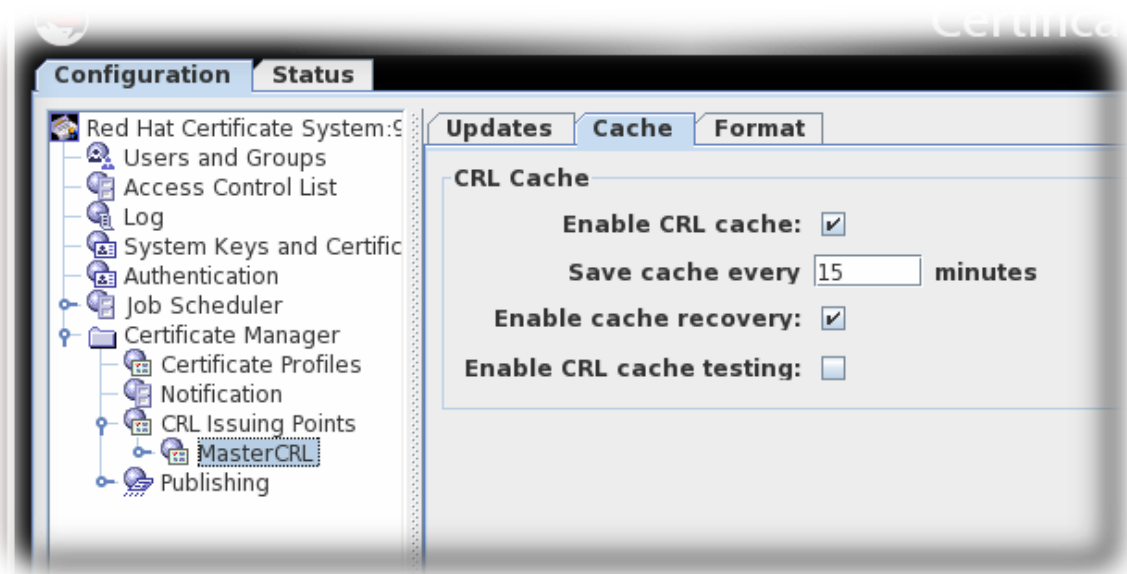 Configuration Status
Red Hat Certificate System:9
Users and Groups
Access Control List
Log
System Keys and Certific
Authentication
Job Scheduler
Certificate Manager
Certificate Profiles
Notification
CRL Issuing Points
MasterCRL
Publishing
Updates Cache Format
CRL Cache
Enable CRL cache:
Save cache every 15 minutes
Enable cache recovery:
Enable CRL cache testing: